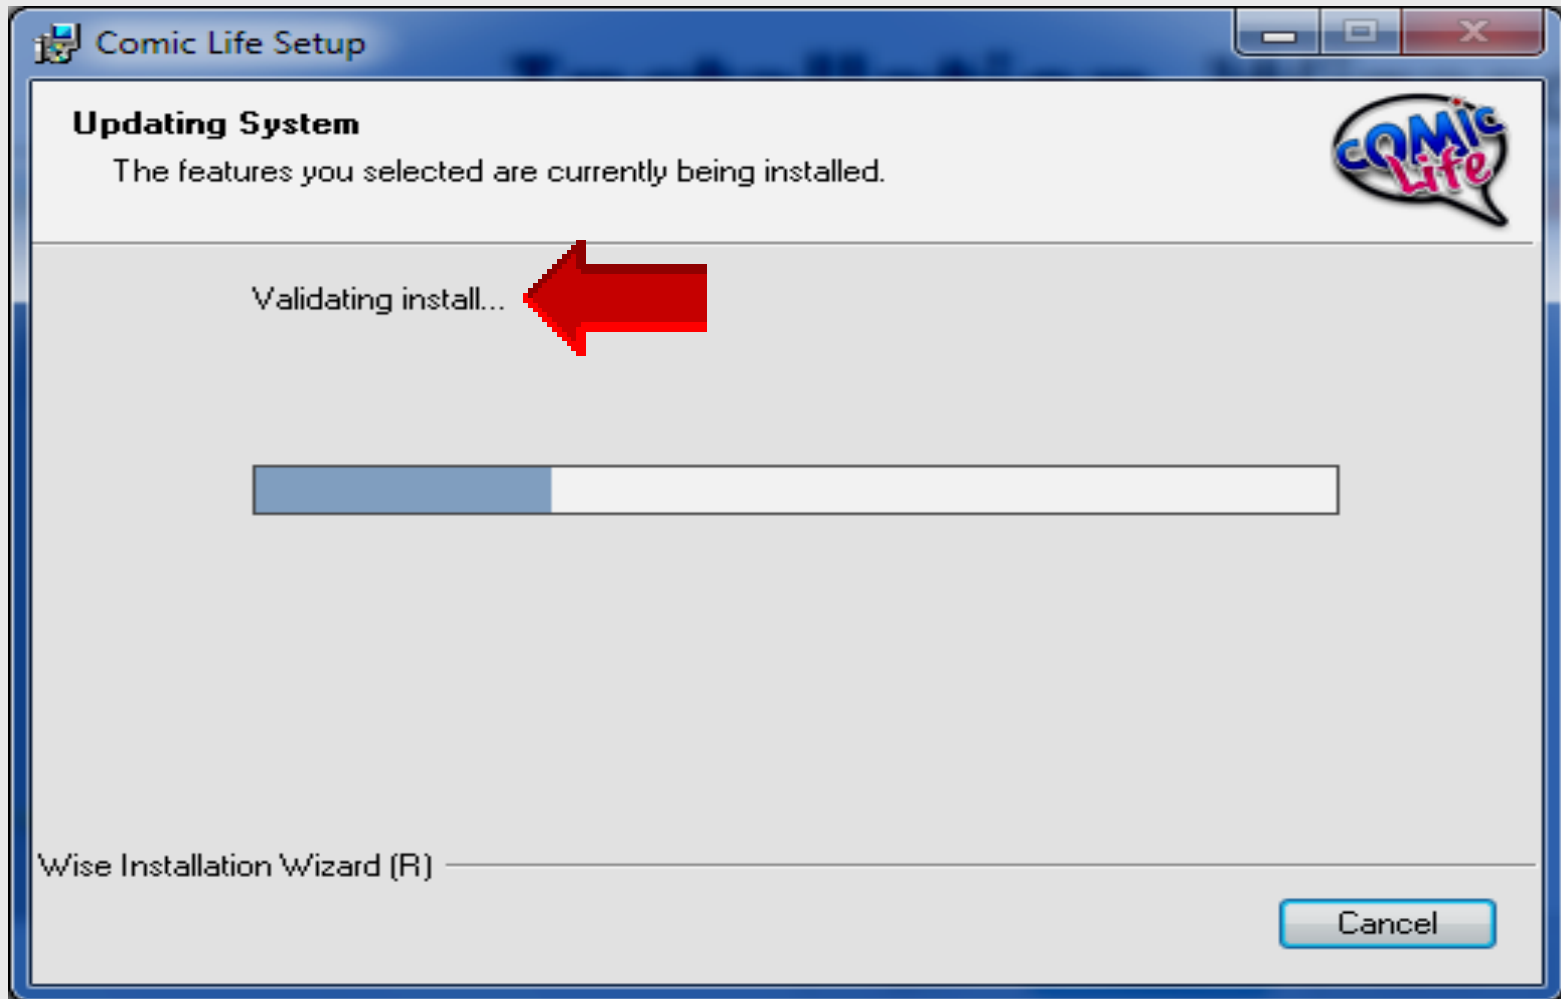 Comic Life Setup
Updating System
The features you selected are currently being installed.
COMIC
Life
Validating install...
Wise Installation Wizard (R)
Cancel